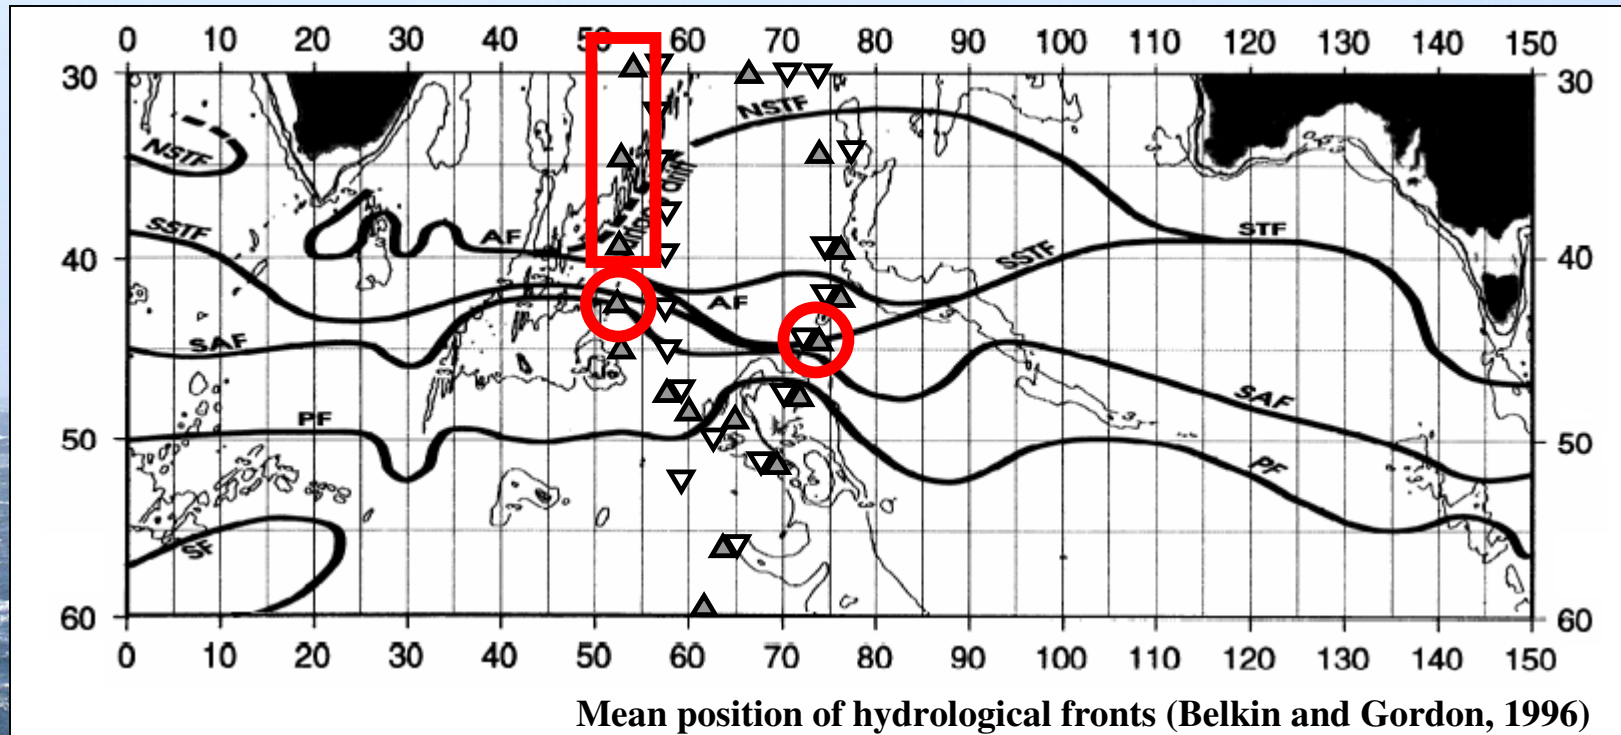 0 10 20 30 40 50 60 70 80 90 100 110 120 130 140 150
30 30
NSTF
NSTF
SSTF
AF
SSTF
STF
40 40
AF
SAF
SAF
PF
50 50
PF
SF
60 60
0 10 20 30 40 50 60 70 80 90 100 110 120 130 140 150
Mean position of hydrological fronts (Belkin and Gordon, 1996)